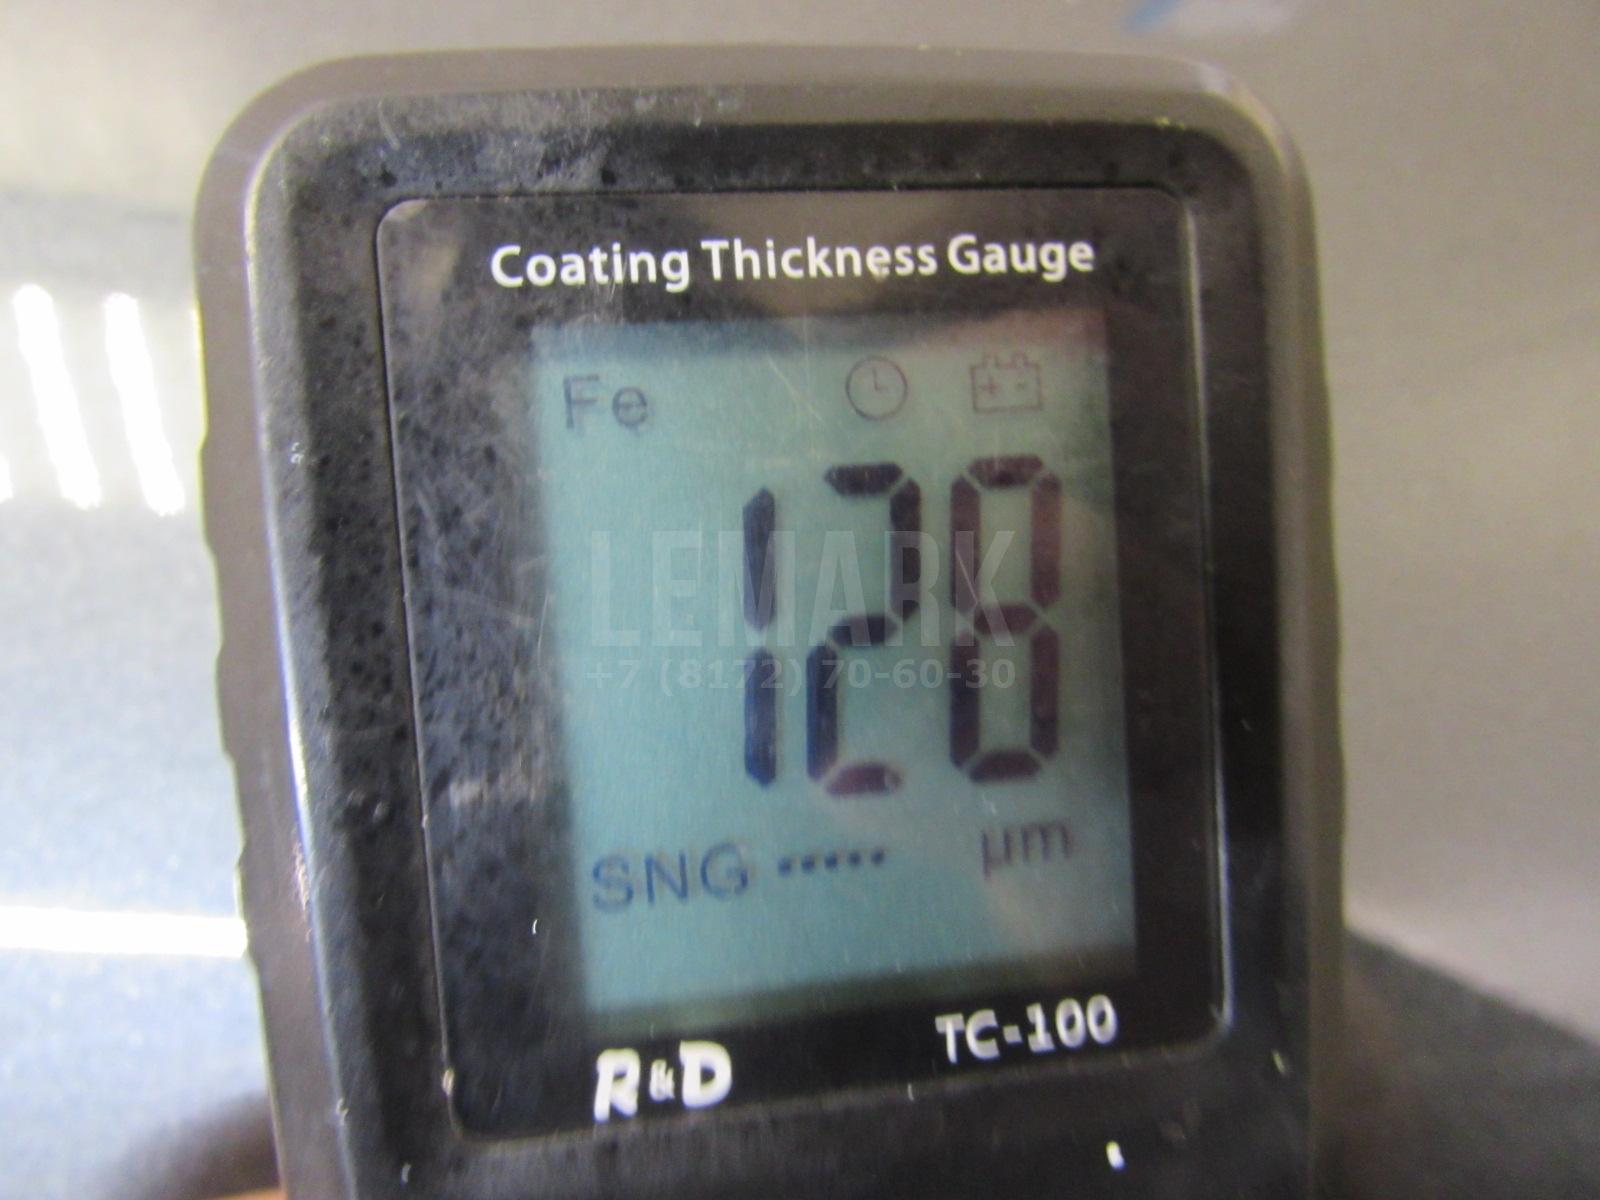 Coating Thickness Gauge
Fe
128
LEMARK
+7 (8172) 70-60-30
SNG ----- µm
R&D TC-100